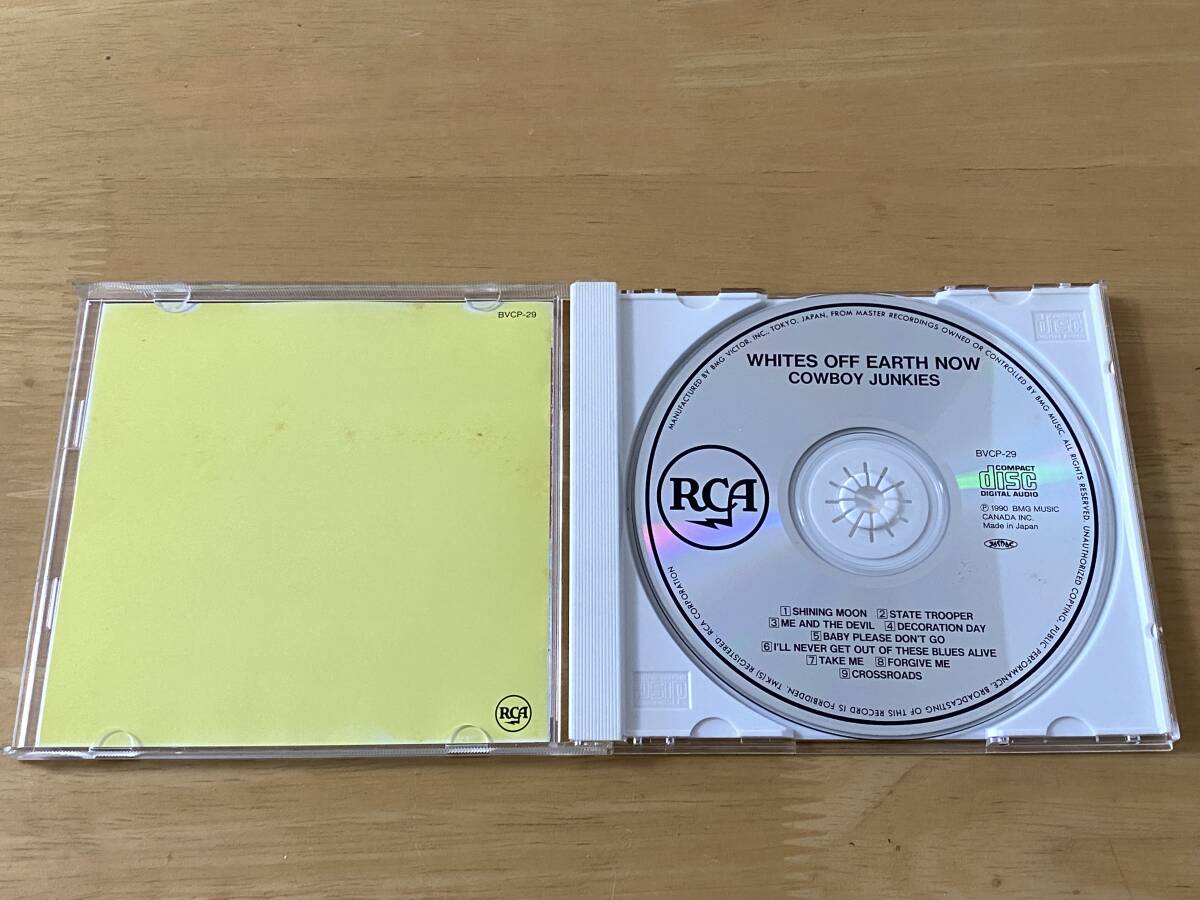 BVCP-29
RCA
MANUFACTURED BY BMG VICTOR, INC., TOKYO, JAPAN, FROM MASTER RECORDINGS OWNED OR CONTROLLED BY BMG MUSIC. ALL RIGHTS RESERVED. UNAUTHORIZED COPYING, PUBLIC PERFORMANCE, BROADCASTING OF THIS RECORD IS FORBIDDEN. TMK(S) REGISTERED. RCA CORPORATION.
WHITES OFF EARTH NOW
COWBOY JUNKIES
RCA
BVCP-29
COMPACT
disc
DIGITAL AUDIO
Ⓟ 1990 BMG MUSIC
CANADA INC.
Made in Japan
1 SHINING MOON 2 STATE TROOPER
3 ME AND THE DEVIL 4 DECORATION DAY
5 BABY PLEASE DON'T GO
6 I'LL NEVER GET OUT OF THESE BLUES ALIVE
7 TAKE ME 8 FORGIVE ME
9 CROSSROADS
disc
disc